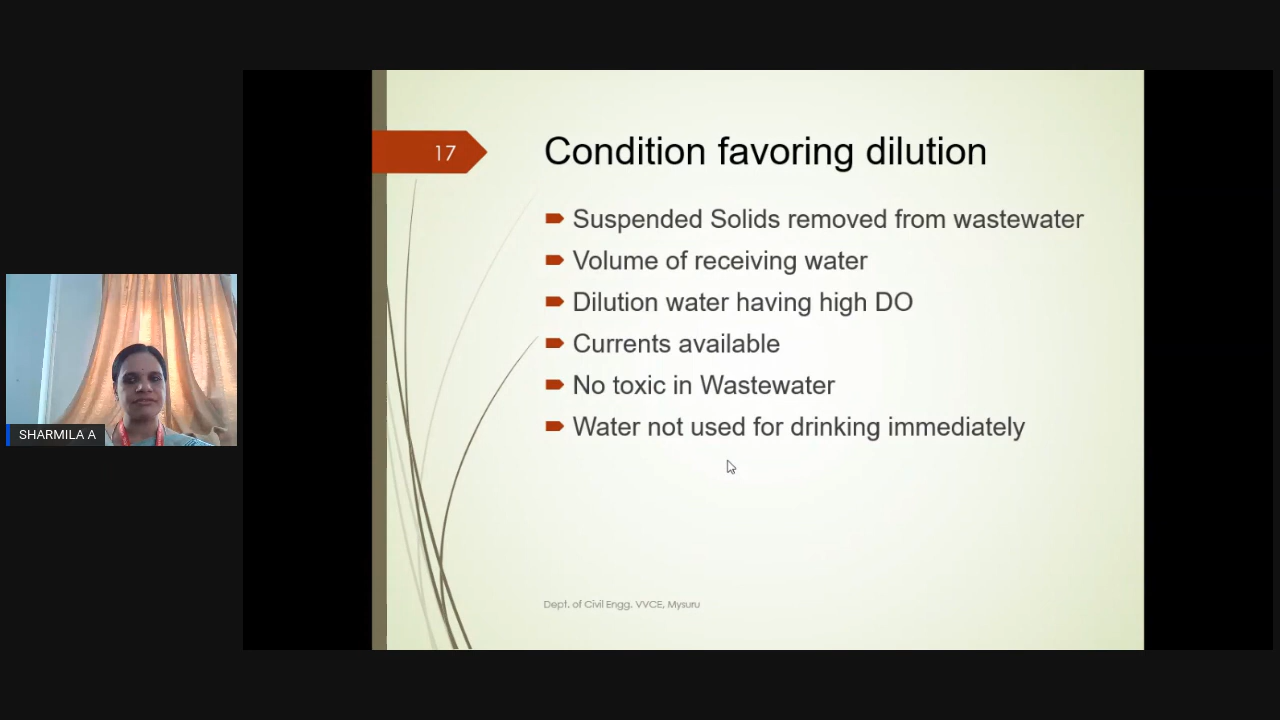 17
Condition favoring dilution
Suspended Solids removed from wastewater
Volume of receiving water
Dilution water having high DO
Currents available
No toxic in Wastewater
Water not used for drinking immediately
SHARMILA A
Dept. of Civil Engg. VVCE, Mysuru